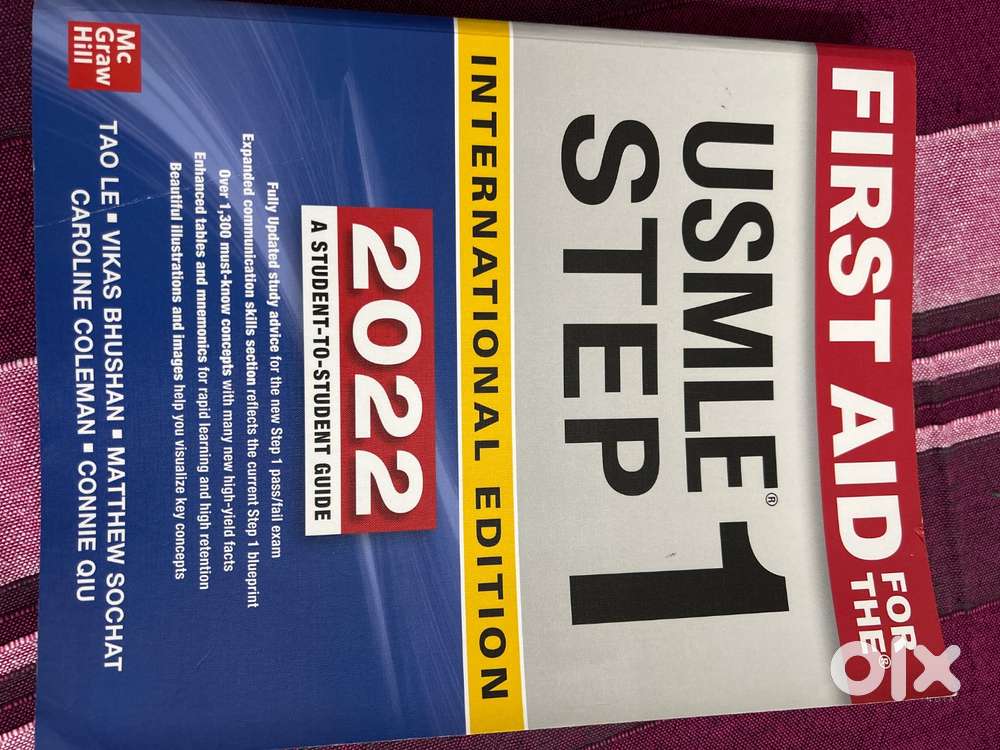 FIRST AID FOR THE®
USMLE® 1
STEP
INTERNATIONAL EDITION
2022
A STUDENT-TO-STUDENT GUIDE
Fully Updated study advice for the new Step 1 pass/fail exam
Expanded communication skills section reflects the current Step 1 blueprint
Over 1,300 must-know concepts with many new high-yield facts
Enhanced tables and mnemonics for rapid learning and high retention
Beautiful illustrations and images help you visualize key concepts
TAO LE ▪ VIKAS BHUSHAN ▪ MATTHEW SOCHAT
CAROLINE COLEMAN ▪ CONNIE QIU
Mc
Graw
Hill
olx